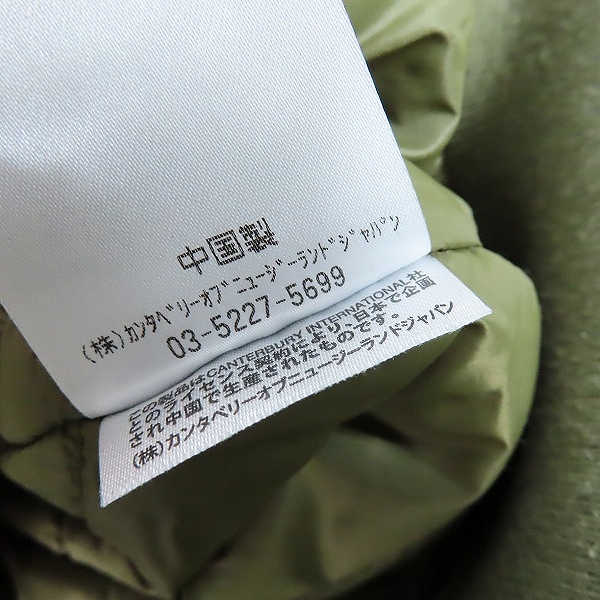 中国製
(株)カンタベリーオブニュージーランドジャパン
03-5227-5699
この製品はCANTERBURY INTERNATIONAL社
とのライセンス契約により、日本で企画
され中国で生産されたものです。
(株)カンタベリーオブニュージーランドジャパン